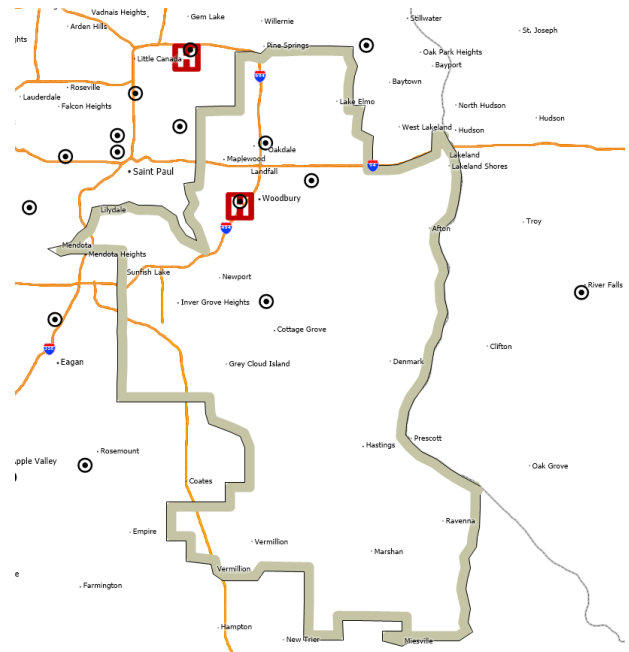 Vadnais Heights
Gem Lake
Willernie
Stillwater
Arden Hills
St. Joseph
ghts
Pine Springs
Oak Park Heights
Little Canada
H
Bayport
Roseville
Baytown
Lauderdale
Falcon Heights
Lake Elmo
North Hudson
Hudson
West Lakeland
Hudson
Oakdale
Maplewood
Lakeland
Saint Paul
Landfall
Lakeland Shores
H
Woodbury
Lilydale
Troy
Afton
Mendota
Mendota Heights
Sunfish Lake
Newport
River Falls
Inver Grove Heights
Cottage Grove
Clifton
Eagan
Grey Cloud Island
Denmark
Prescott
Hastings
Rosemount
Apple Valley
Oak Grove
Coates
Ravenna
Empire
Vermillion
Marshan
Vermillion
e
Farmington
Hampton
New Trier
Miesville